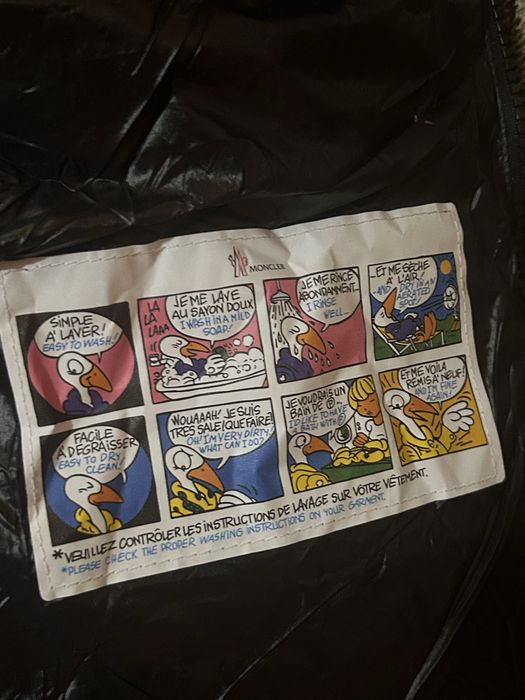 MONCLER
SIMPLE
À LAVER!
EASY TO WASH!
LA
LA
LAAA
JE ME LAVE
AU SAVON DOUX
I WASH IN A MILD
SOAP!
JE ME RINCE
ABONDAMMENT...
I RINSE
WELL...
...ET ME SÈCHE
À L'AIR!
...AND DRY IN AN
AERATED
FACILE
À DÉGRAISSER
EASY TO DRY
CLEAN!
WOUAAAH! JE SUIS
TRÈS SALE! QUE FAIRE?
OH! I'M VERY DIRTY!
WHAT CAN I DO?
JE VOUDRAIS UN
BAIN DE Ⓟ...
I'D LIKE TO HAVE
A BATH WITH Ⓟ
ET ME VOILÀ
REMIS À NEUF!
AND I'M FINE
AGAIN!
*VEUILLEZ CONTRÔLER LES INSTRUCTIONS DE LAVAGE SUR VÔTRE VÊTEMENT.
*PLEASE CHECK THE PROPER WASHING INSTRUCTIONS ON YOUR GARMENT.